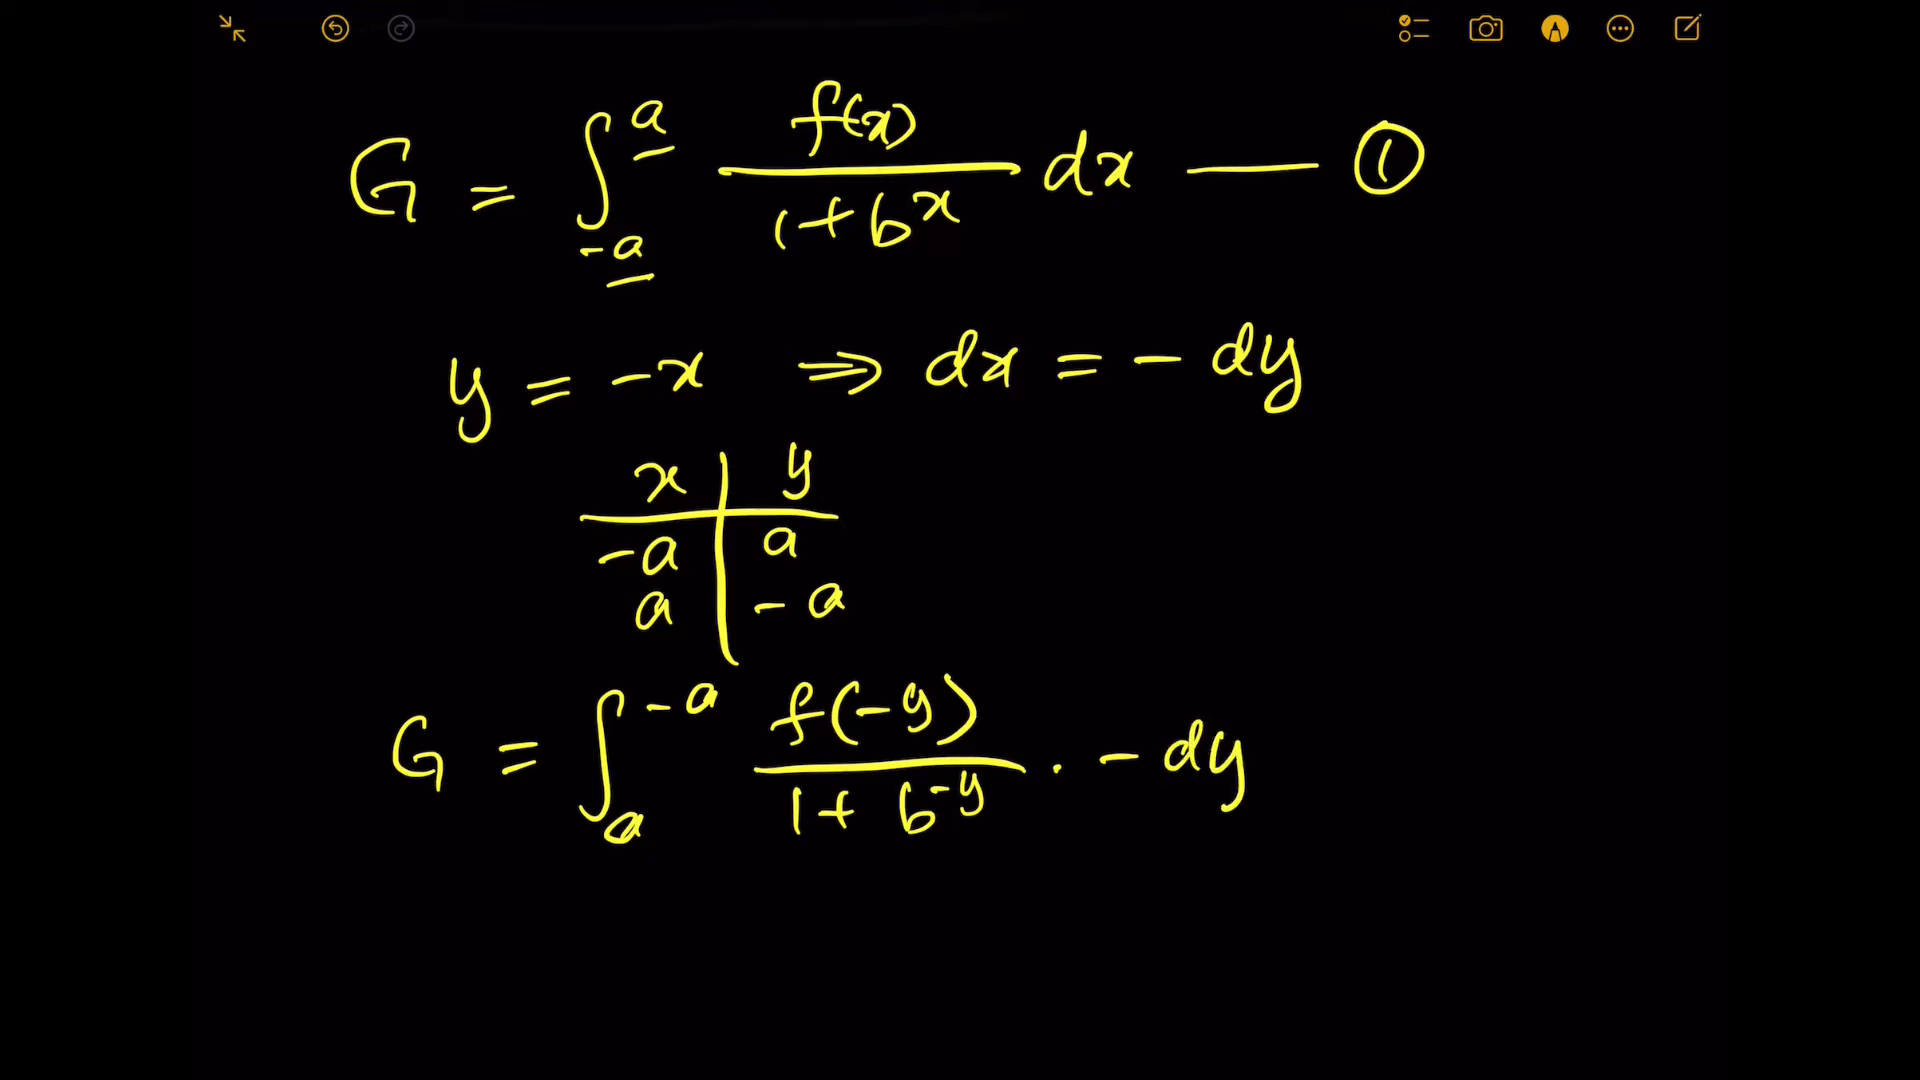 G = ∫_{-a}^{a} f(x)/(1+b^x) dx —— ①
y = -x ⇒ dx = - dy
x | y
-a | a
a | - a
G = ∫_{a}^{-a} f(-y)/(1+ b^{-y}) · - dy